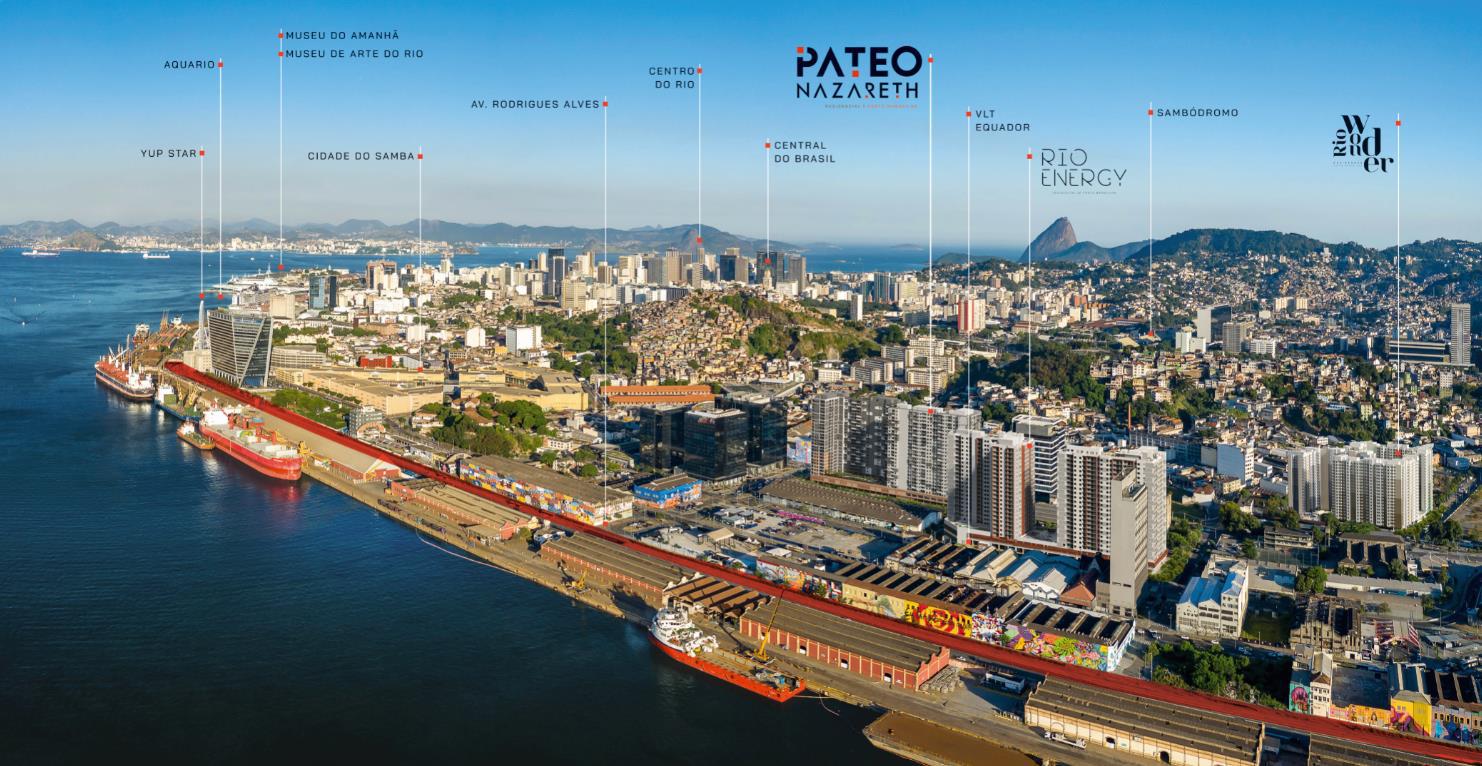 MUSEU DO AMANHÃ
MUSEU DE ARTE DO RIO
AQUARIO
CENTRO
DO RIO
PATEO
NAZARETH
AV. RODRIGUES ALVES
VLT
EQUADOR
SAMBÓDROMO
Rio Wonder
YUP STAR
CIDADE DO SAMBA
CENTRAL
DO BRASIL
RIO
ENERGY